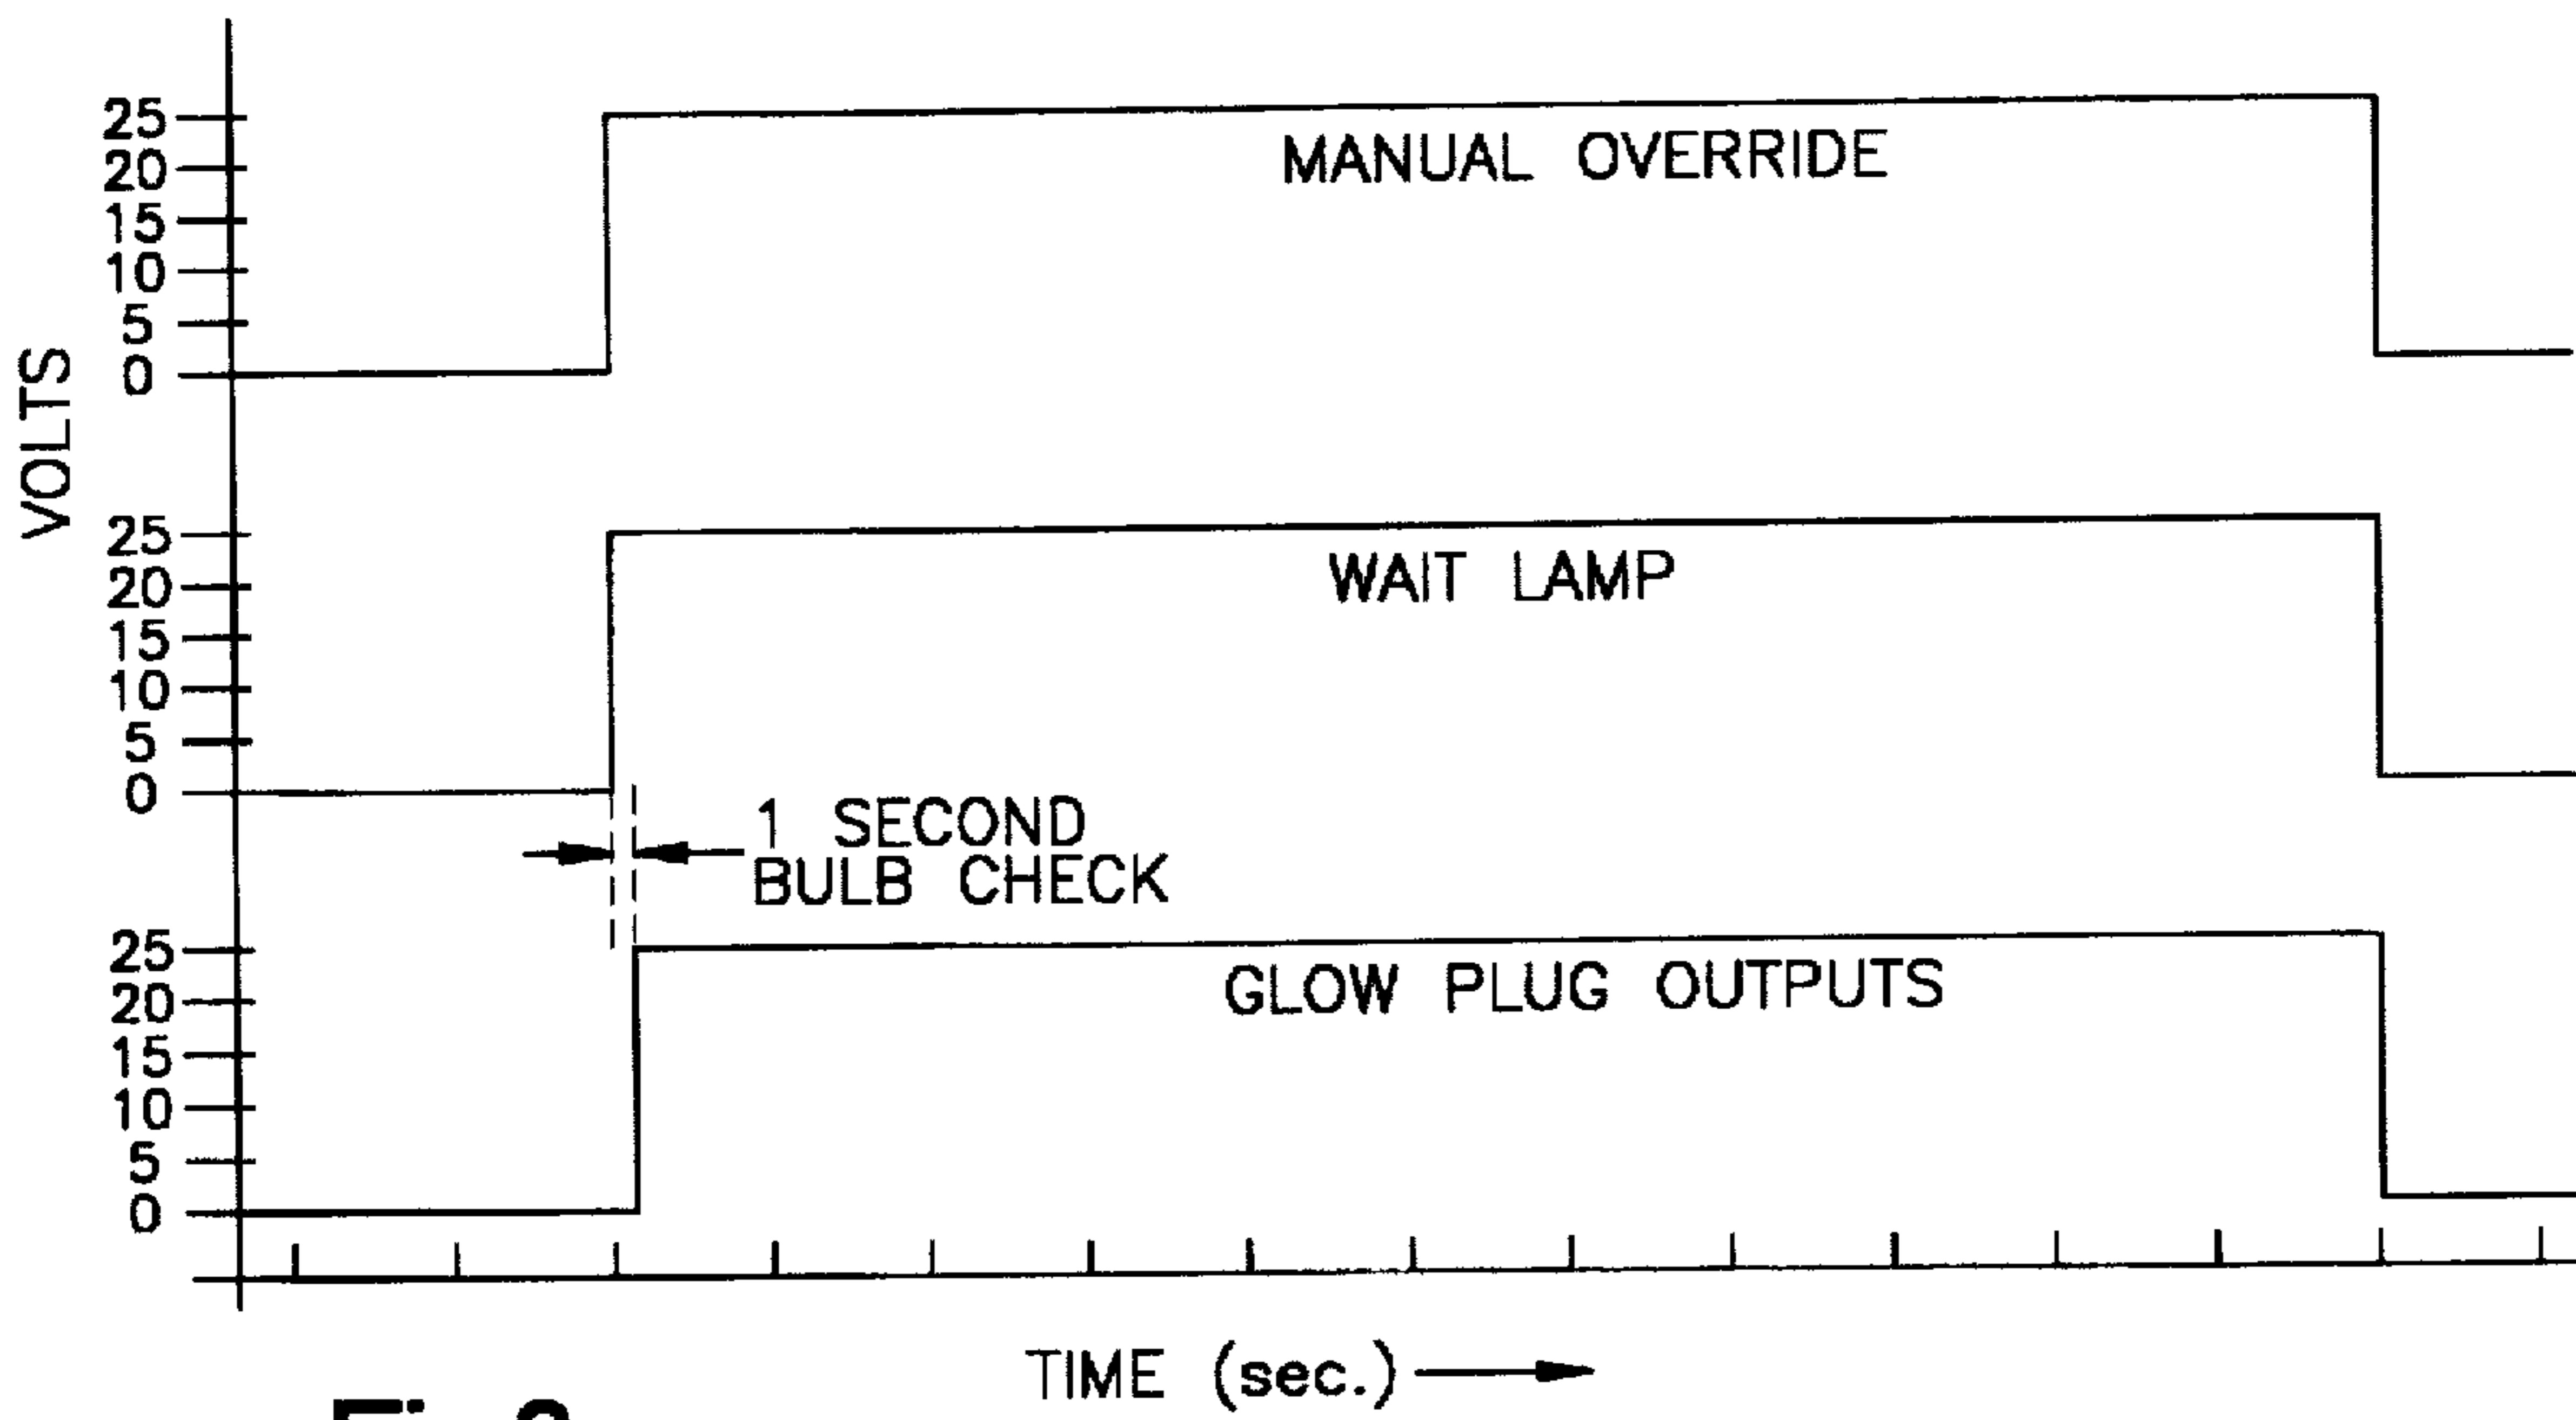 25
20
15
10
5
0
MANUAL OVERRIDE
VOLTS
25
20
15
10
5
0
WAIT LAMP
1 SECOND
BULB CHECK
25
20
15
10
5
0
GLOW PLUG OUTPUTS
TIME (sec.)